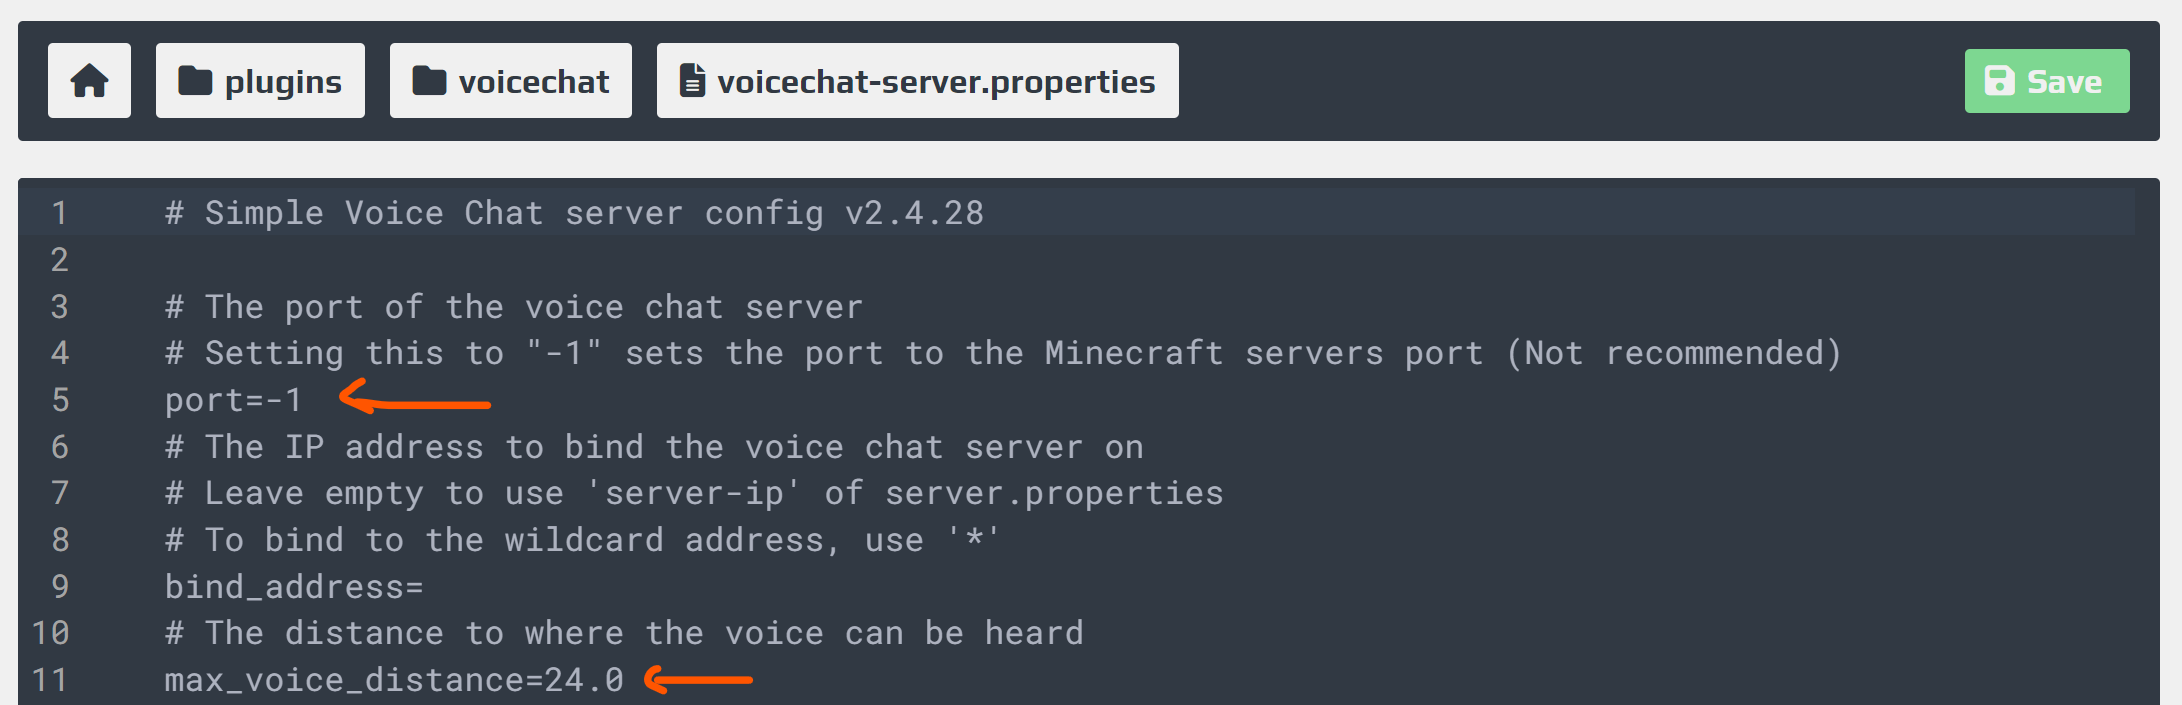 plugins voicechat voicechat-server.properties Save
1 # Simple Voice Chat server config v2.4.28
2
3 # The port of the voice chat server
4 # Setting this to "-1" sets the port to the Minecraft servers port (Not recommended)
5 port=-1
6 # The IP address to bind the voice chat server on
7 # Leave empty to use 'server-ip' of server.properties
8 # To bind to the wildcard address, use '*'
9 bind_address=
10 # The distance to where the voice can be heard
11 max_voice_distance=24.0